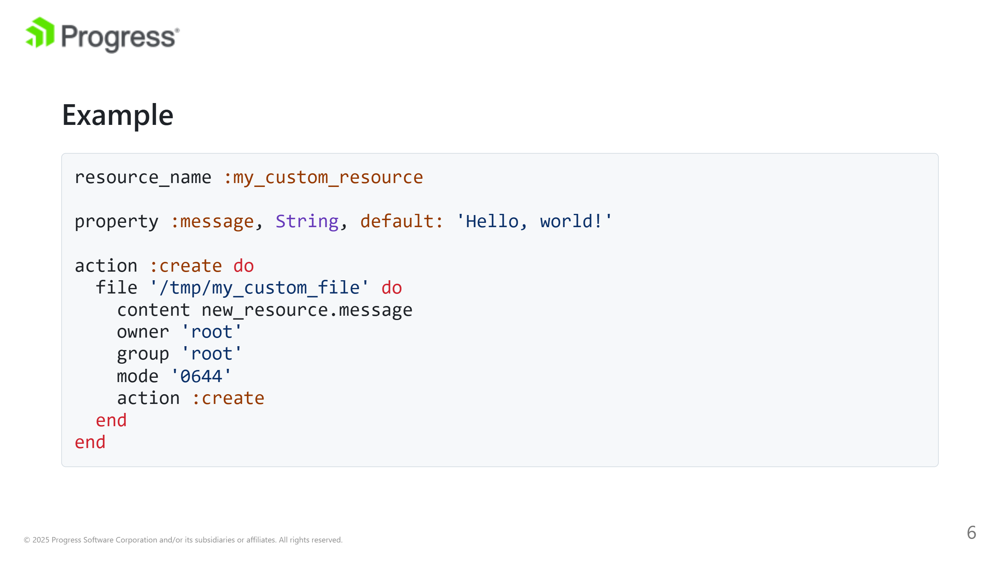 Progress®
Example
resource_name :my_custom_resource
property :message, String, default: 'Hello, world!'
action :create do
  file '/tmp/my_custom_file' do
    content new_resource.message
    owner 'root'
    group 'root'
    mode '0644'
    action :create
  end
end
© 2025 Progress Software Corporation and/or its subsidiaries or affiliates. All rights reserved.
6